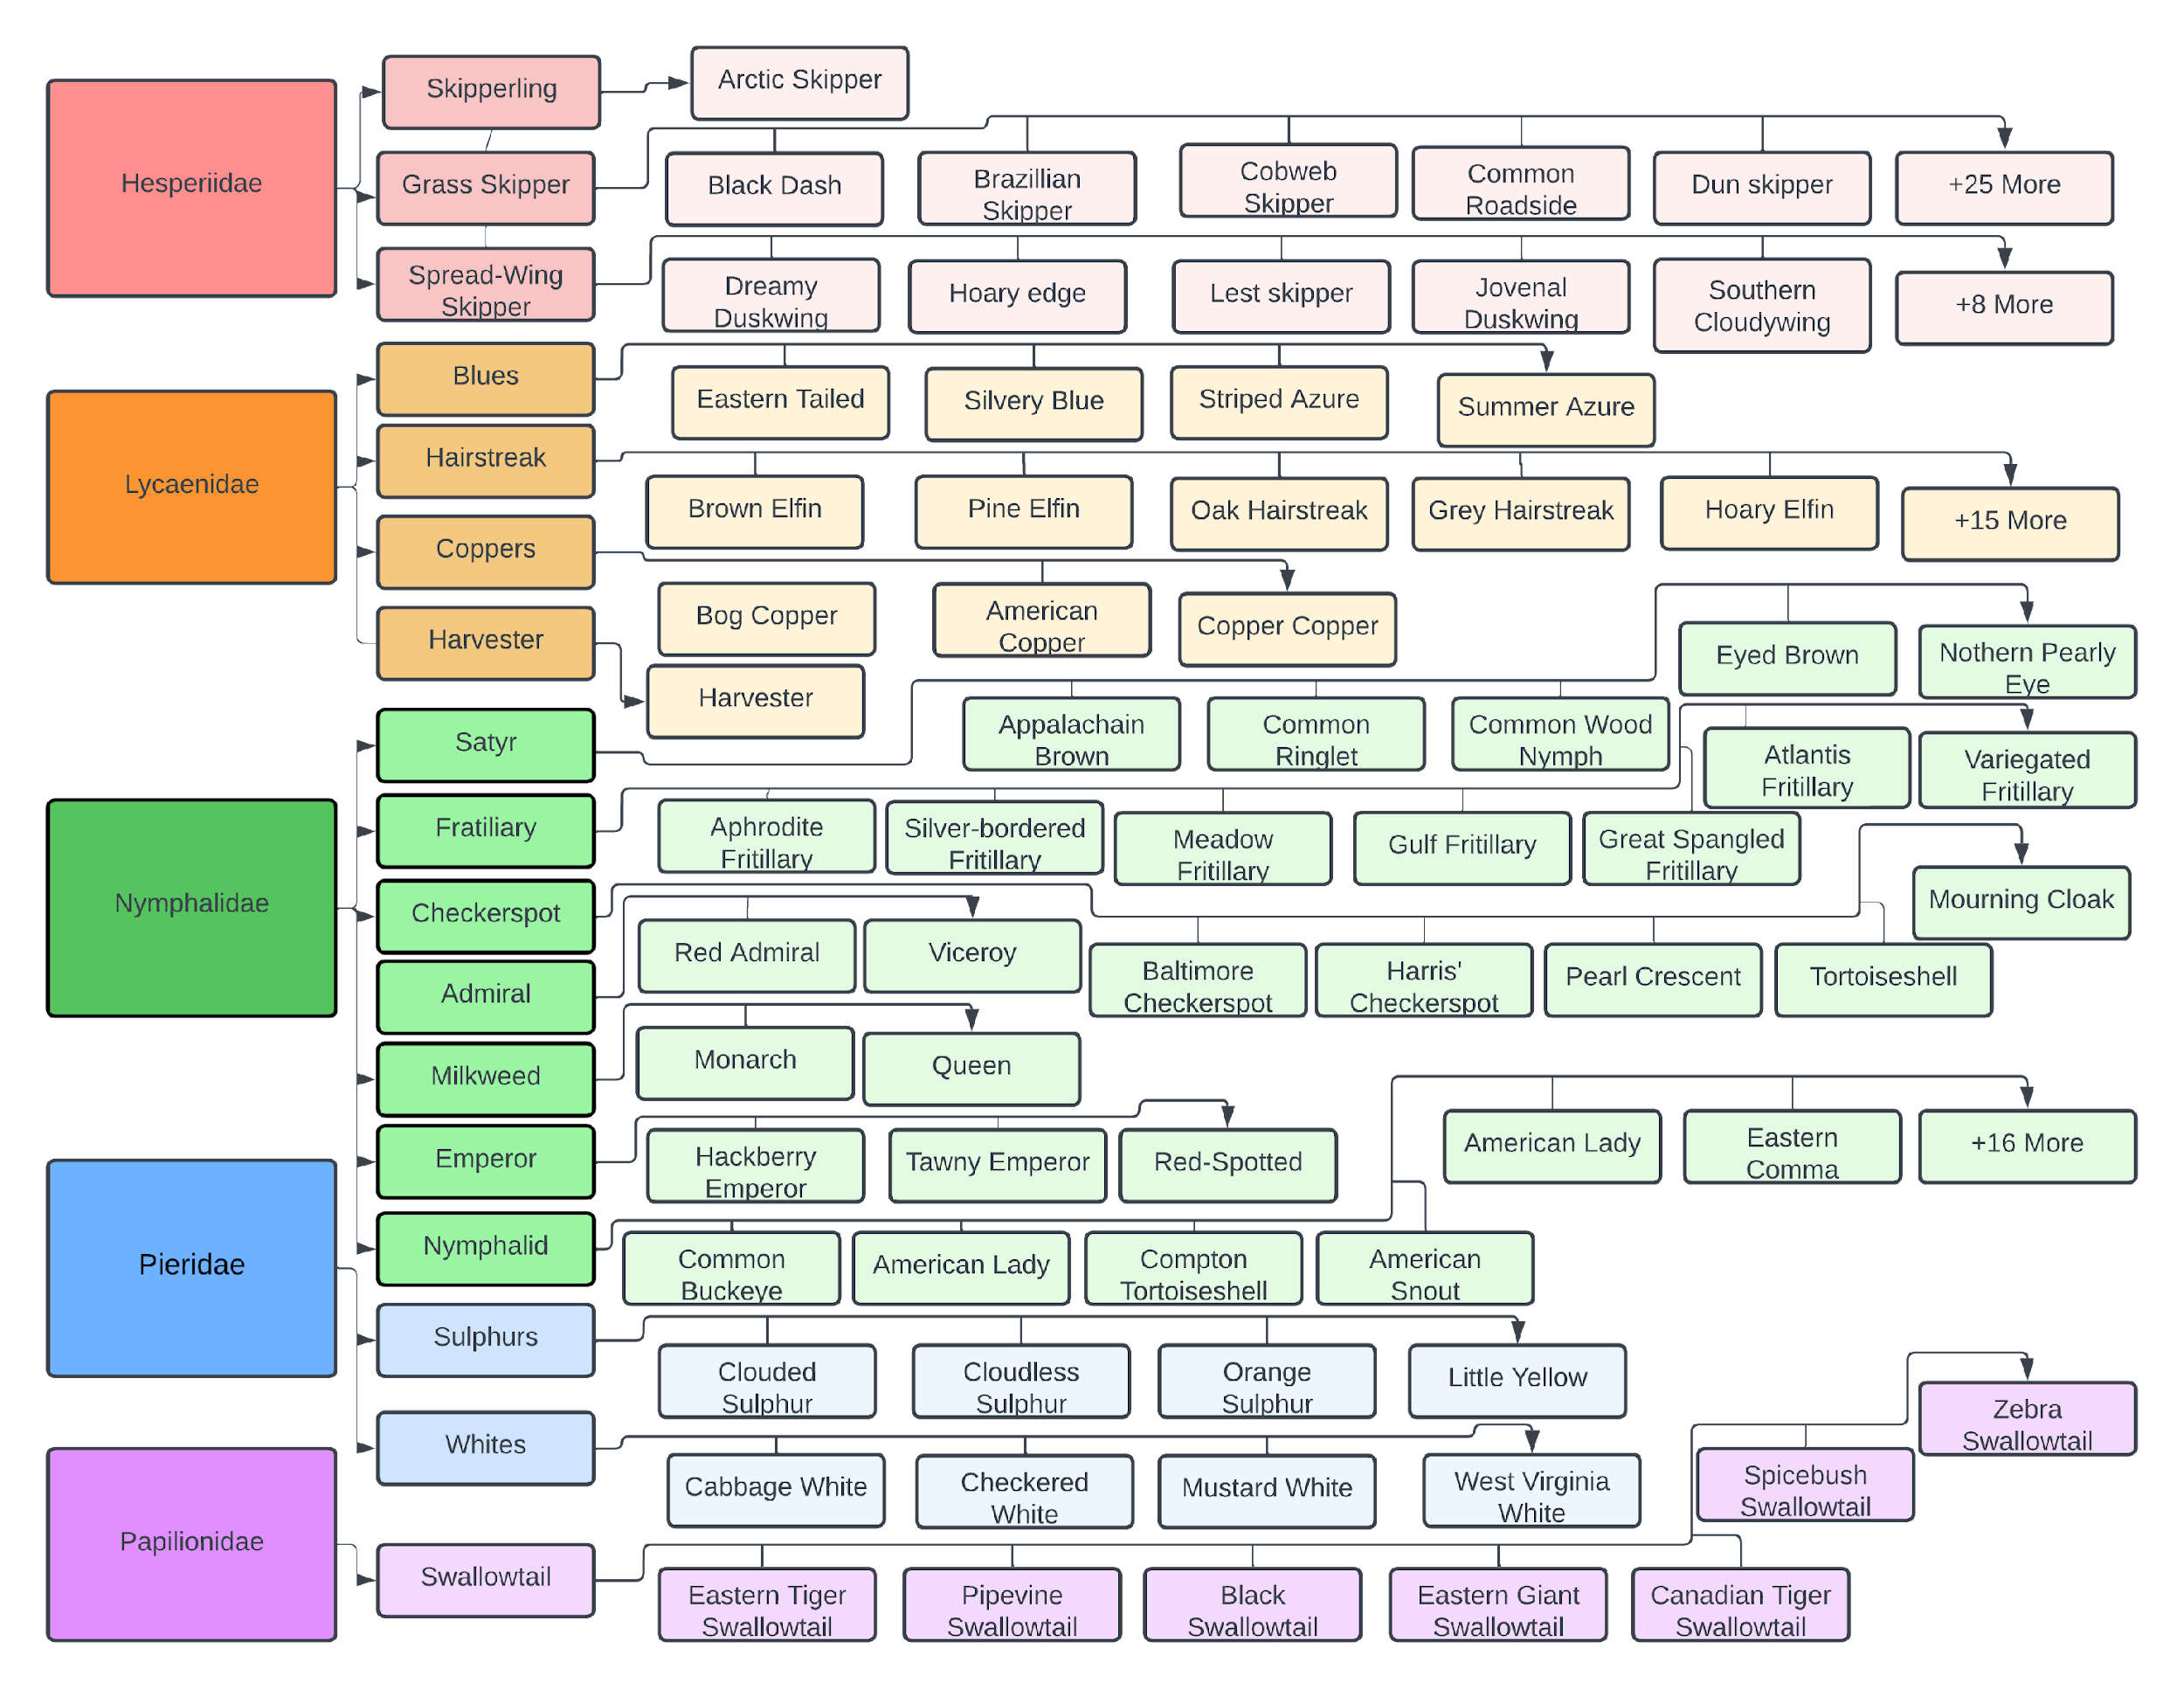 Hesperiidae
Skipperling
Arctic Skipper
Grass Skipper
Black Dash
Brazillian
Skipper
Cobweb
Skipper
Common
Roadside
Dun skipper
+25 More
Spread-Wing
Skipper
Dreamy
Duskwing
Hoary edge
Lest skipper
Jovenal
Duskwing
Southern
Cloudywing
+8 More
Lycaenidae
Blues
Eastern Tailed
Silvery Blue
Striped Azure
Summer Azure
Hairstreak
Brown Elfin
Pine Elfin
Oak Hairstreak
Grey Hairstreak
Hoary Elfin
+15 More
Coppers
Bog Copper
American
Copper
Copper Copper
Harvester
Harvester
Nymphalidae
Satyr
Appalachain
Brown
Common
Ringlet
Common Wood
Nymph
Eyed Brown
Nothern Pearly
Eye
Fratiliary
Aphrodite
Fritillary
Silver-bordered
Fritillary
Meadow
Fritillary
Gulf Fritillary
Great Spangled
Fritillary
Atlantis
Fritillary
Variegated
Fritillary
Checkerspot
Baltimore
Checkerspot
Harris'
Checkerspot
Pearl Crescent
Tortoiseshell
Mourning Cloak
Admiral
Red Admiral
Viceroy
Milkweed
Monarch
Queen
Emperor
Hackberry
Emperor
Tawny Emperor
Red-Spotted
Nymphalid
Common
Buckeye
American Lady
Compton
Tortoiseshell
American
Snout
American Lady
Eastern
Comma
+16 More
Pieridae
Sulphurs
Clouded
Sulphur
Cloudless
Sulphur
Orange
Sulphur
Little Yellow
Whites
Cabbage White
Checkered
White
Mustard White
West Virginia
White
Papilionidae
Swallowtail
Eastern Tiger
Swallowtail
Pipevine
Swallowtail
Black
Swallowtail
Eastern Giant
Swallowtail
Canadian Tiger
Swallowtail
Spicebush
Swallowtail
Zebra
Swallowtail